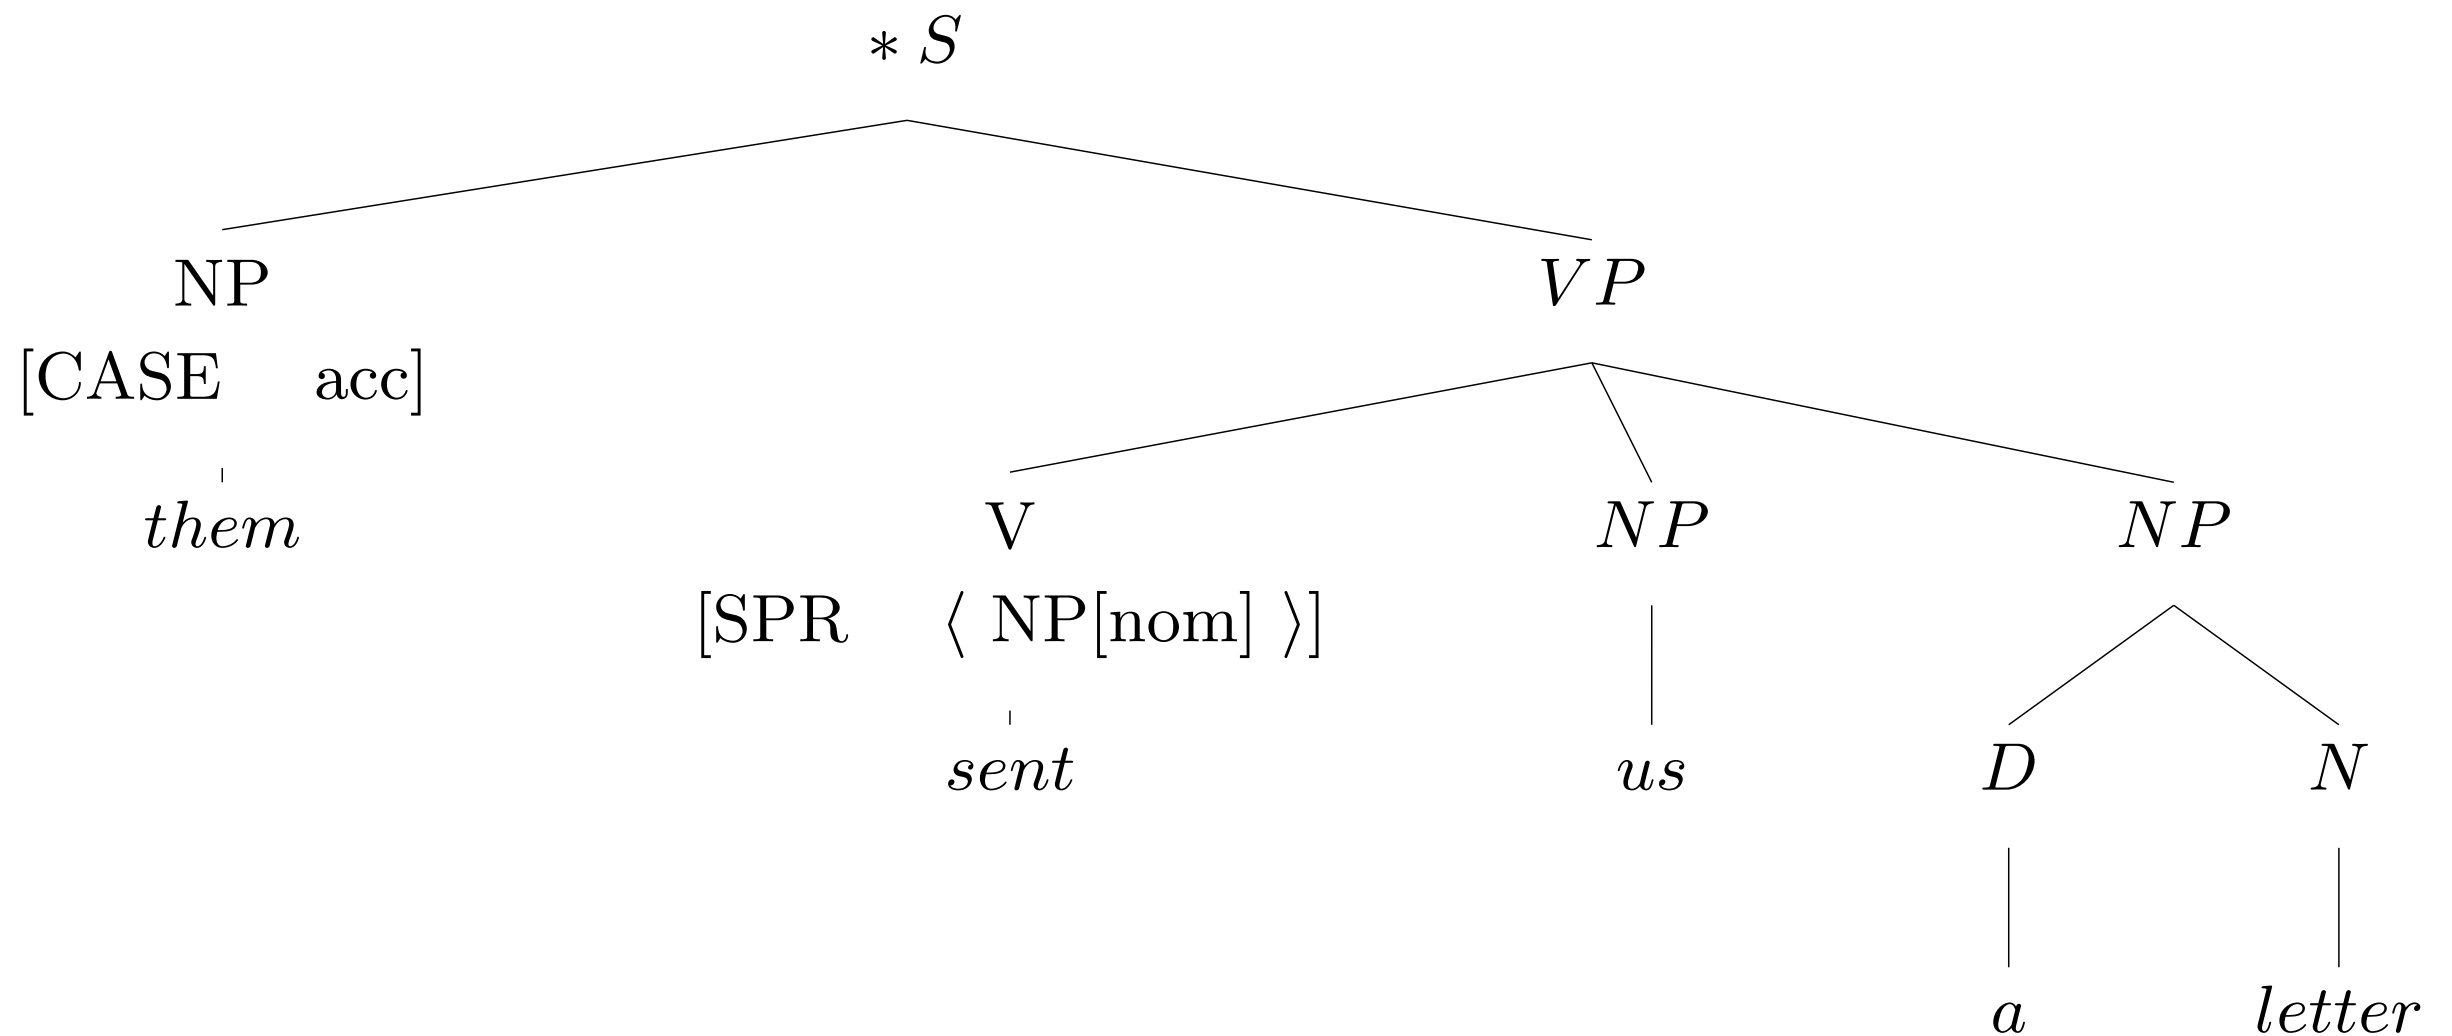 * S
NP VP
[CASE acc]
them V NP NP
[SPR ⟨ NP[nom] ⟩]
sent us D N
a letter